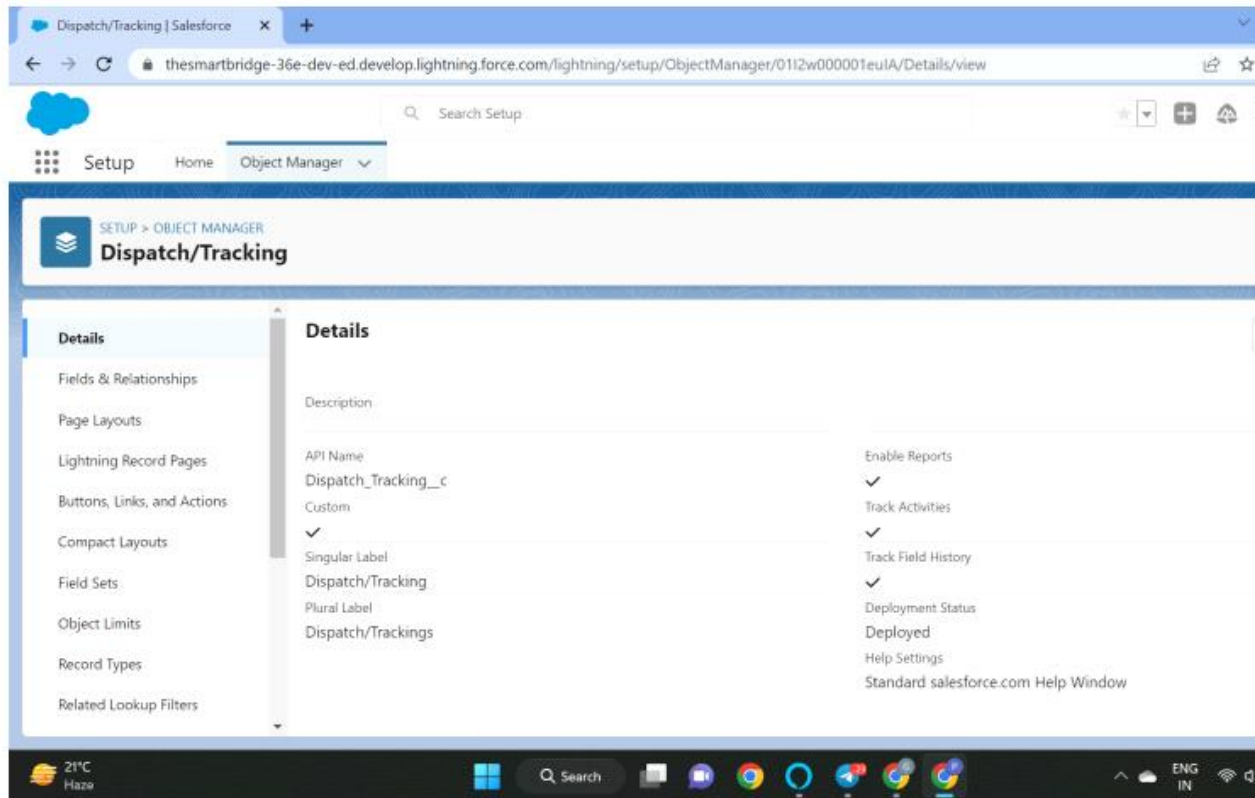 Dispatch/Tracking | Salesforce
thesmartbridge-36e-dev-ed.develop.lightning.force.com/lightning/setup/ObjectManager/01I2w000001euIA/Details/view
Search Setup
Setup Home Object Manager
SETUP > OBJECT MANAGER
Dispatch/Tracking
Details
Fields & Relationships
Page Layouts
Lightning Record Pages
Buttons, Links, and Actions
Compact Layouts
Field Sets
Object Limits
Record Types
Related Lookup Filters
Details
Description
API Name
Dispatch_Tracking__c
Custom
Singular Label
Dispatch/Tracking
Plural Label
Dispatch/Trackings
Enable Reports
Track Activities
Track Field History
Deployment Status
Deployed
Help Settings
Standard salesforce.com Help Window
21°C
Haze
Search
ENG
IN